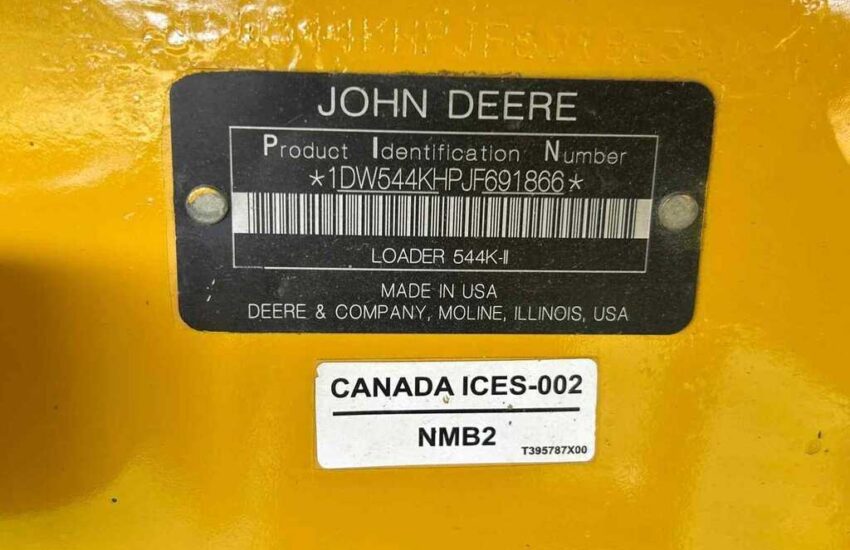 JOHN DEERE
Product Identification Number
*1DW544KHPJF691866*
LOADER 544K-II
MADE IN USA
DEERE & COMPANY, MOLINE, ILLINOIS, USA
CANADA ICES-002
NMB2
T395787X00